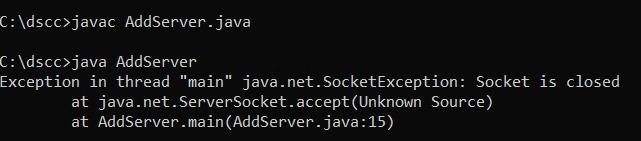 C:\dscc>javac AddServer.java
C:\dscc>java AddServer
Exception in thread "main" java.net.SocketException: Socket is closed
        at java.net.ServerSocket.accept(Unknown Source)
        at AddServer.main(AddServer.java:15)